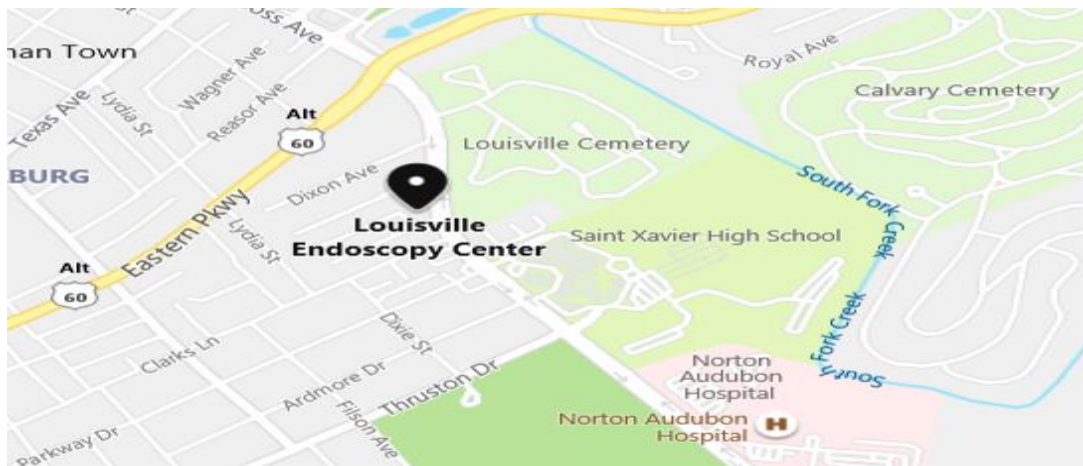 oss Ave
nan Town
Wagner Ave
Royal Ave
Texas Ave
Lydia St
Reasor Ave
Calvary Cemetery
Alt
60
Louisville Cemetery
BURG
Dixon Ave
South Fork
Creek
Eastern Pkwy
Louisville
Endoscopy Center
Saint Xavier High School
Lydia St
Alt
60
Dixie St
Fork Creek
South
Clarks Ln
Norton
Audubon
Hospital
Ardmore Dr
Thruston Dr
Filson Ave
Norton Audubon
Hospital
H
Parkway Dr